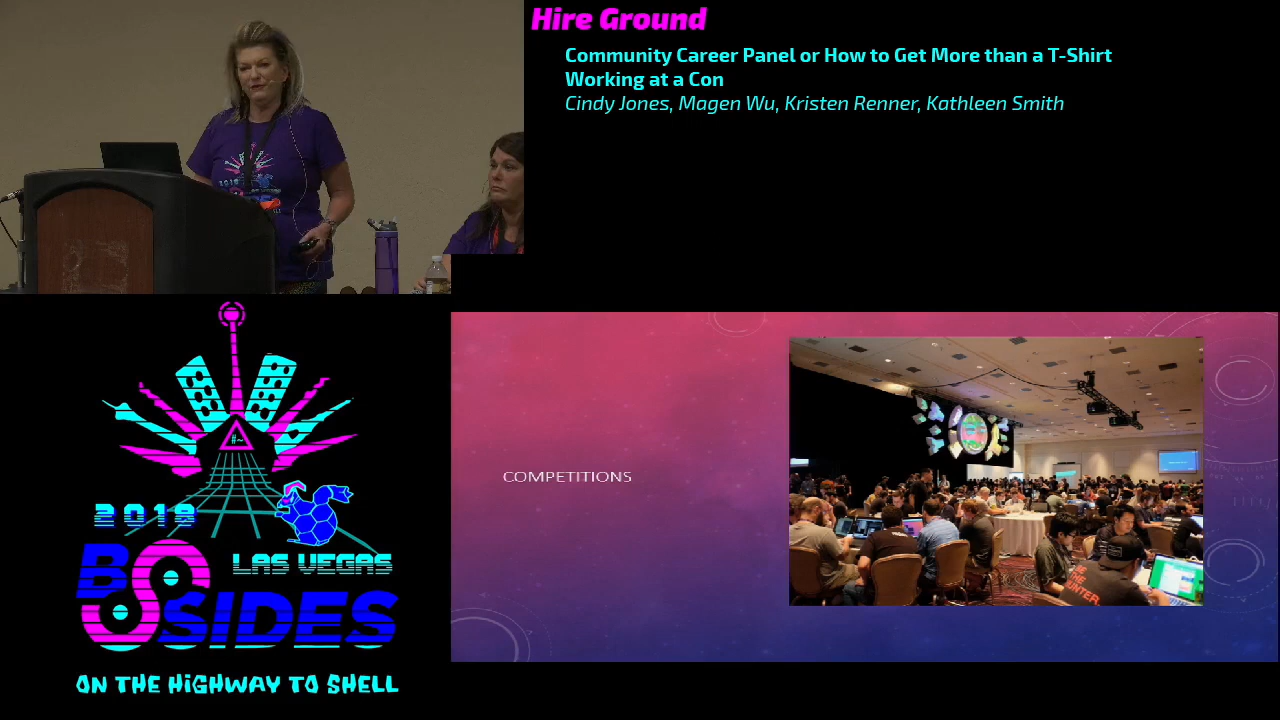 Hire Ground
Community Career Panel or How to Get More than a T-Shirt
Working at a Con
Cindy Jones, Magen Wu, Kristen Renner, Kathleen Smith
2018
#~
2018
LAS VEGAS
BSIDES
ON THE HIGHWAY TO SHELL
COMPETITIONS